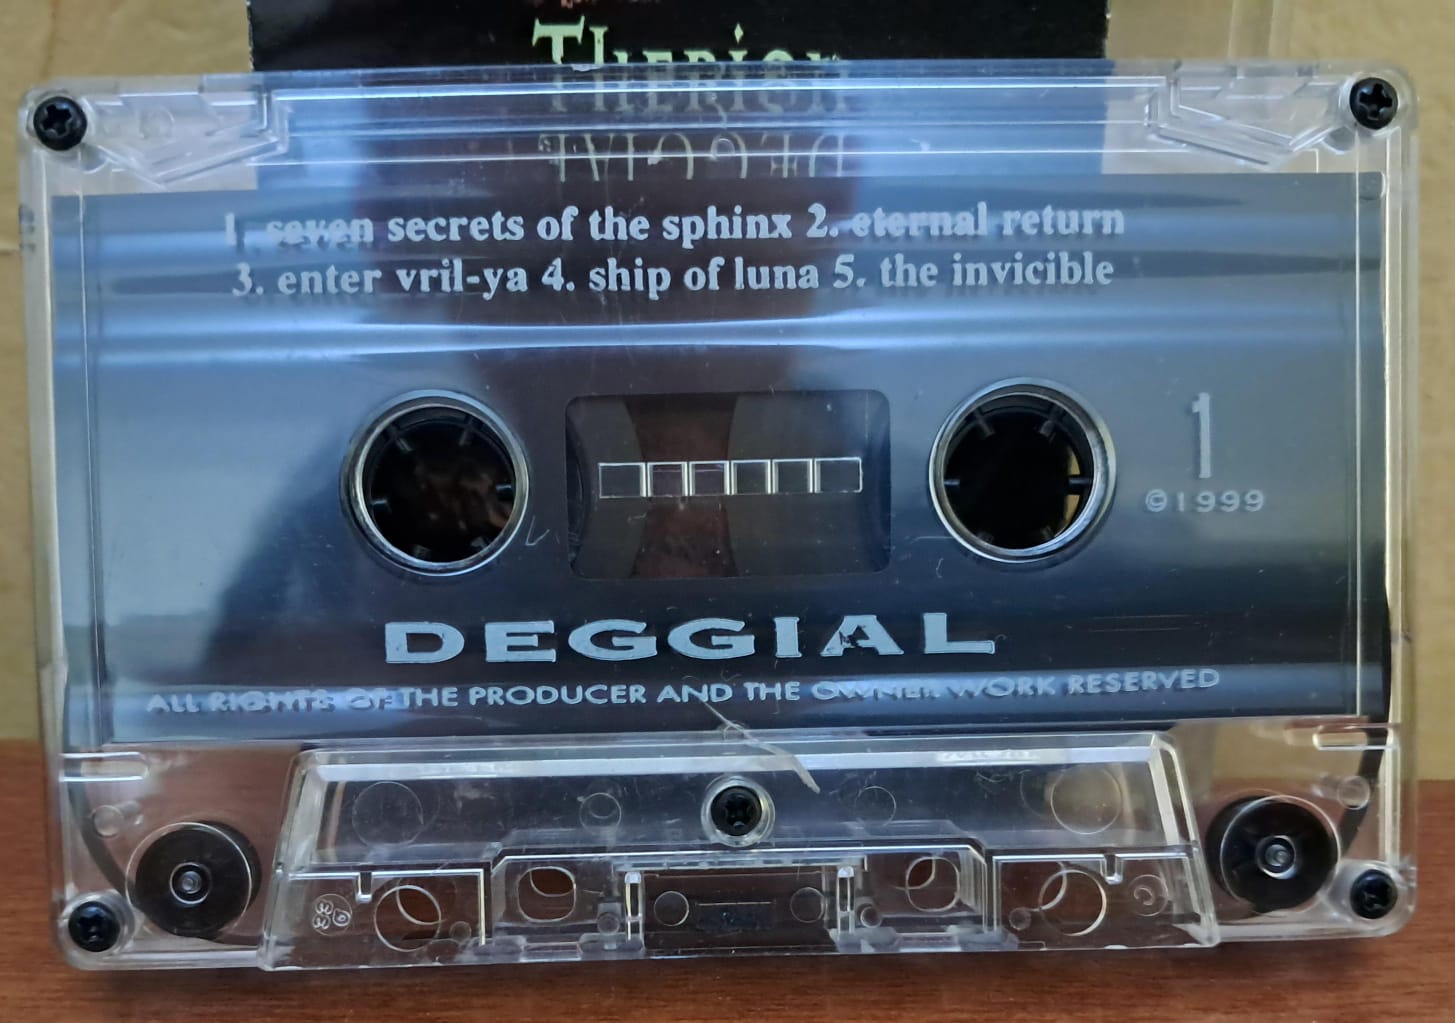 Therion
DEGGIAL
1. seven secrets of the sphinx 2. eternal return
3. enter vril-ya 4. ship of luna 5. the invicible
1
©1999
DEGGIAL
ALL RIGHTS OF THE PRODUCER AND THE OWNER WORK RESERVED